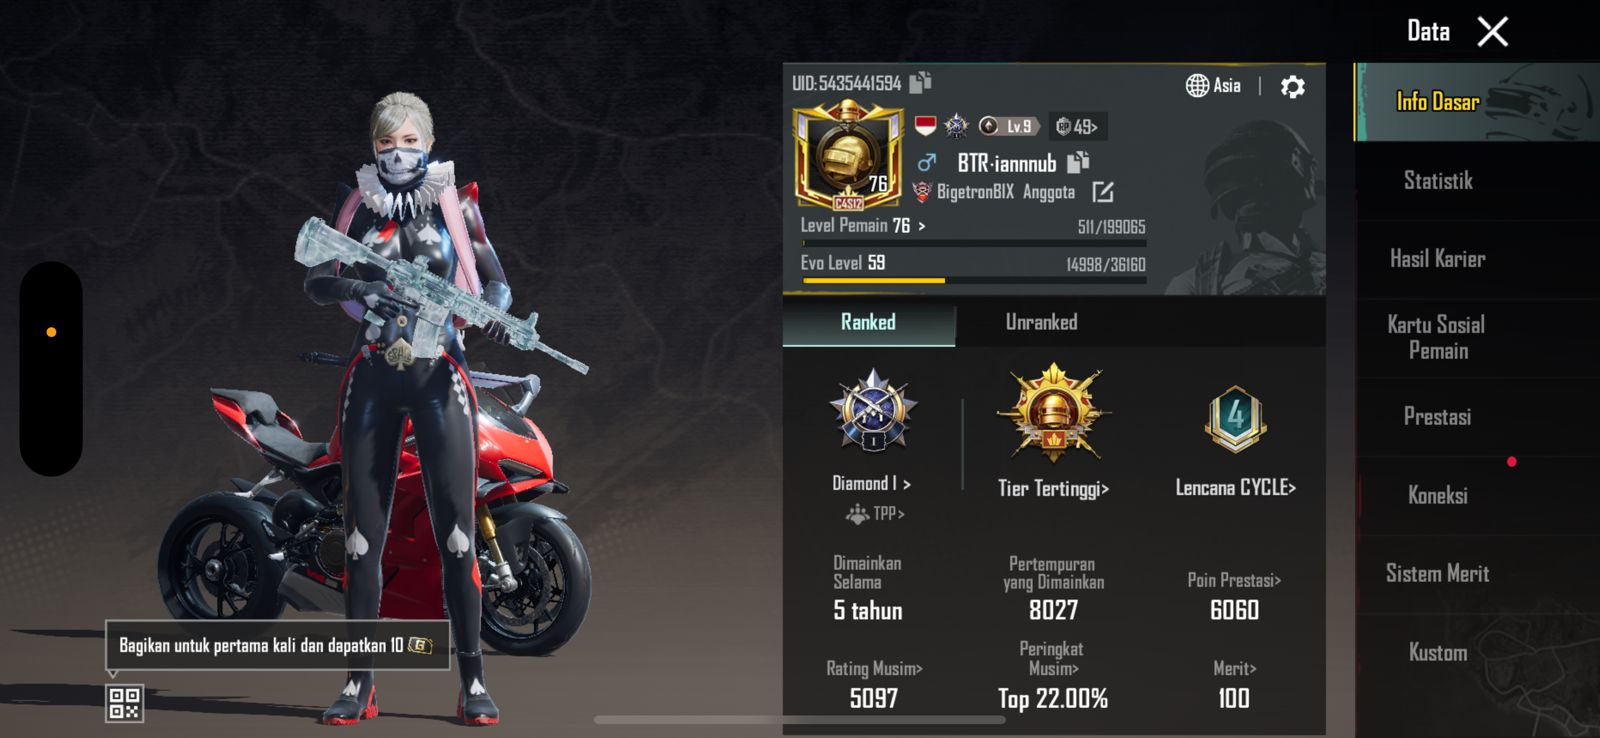 Data
UID:5435441594
Asia
Lv.9
RP
49>
76
C4S12
BTR·iannnub
BigetronBIX Anggota
Level Pemain 76 >
511/199065
Evo Level 59
14998/36160
Ranked
Unranked
I
4
Diamond I >
TPP>
Tier Tertinggi>
Lencana CYCLE>
Dimainkan
Selama
5 tahun
Pertempuran
yang Dimainkan
8027
Poin Prestasi>
6060
Rating Musim>
5097
Peringkat
Musim>
Top 22.00%
Merit>
100
Info Dasar
Statistik
Hasil Karier
Kartu Sosial
Pemain
Prestasi
Koneksi
Sistem Merit
Kustom
Bagikan untuk pertama kali dan dapatkan 10 G